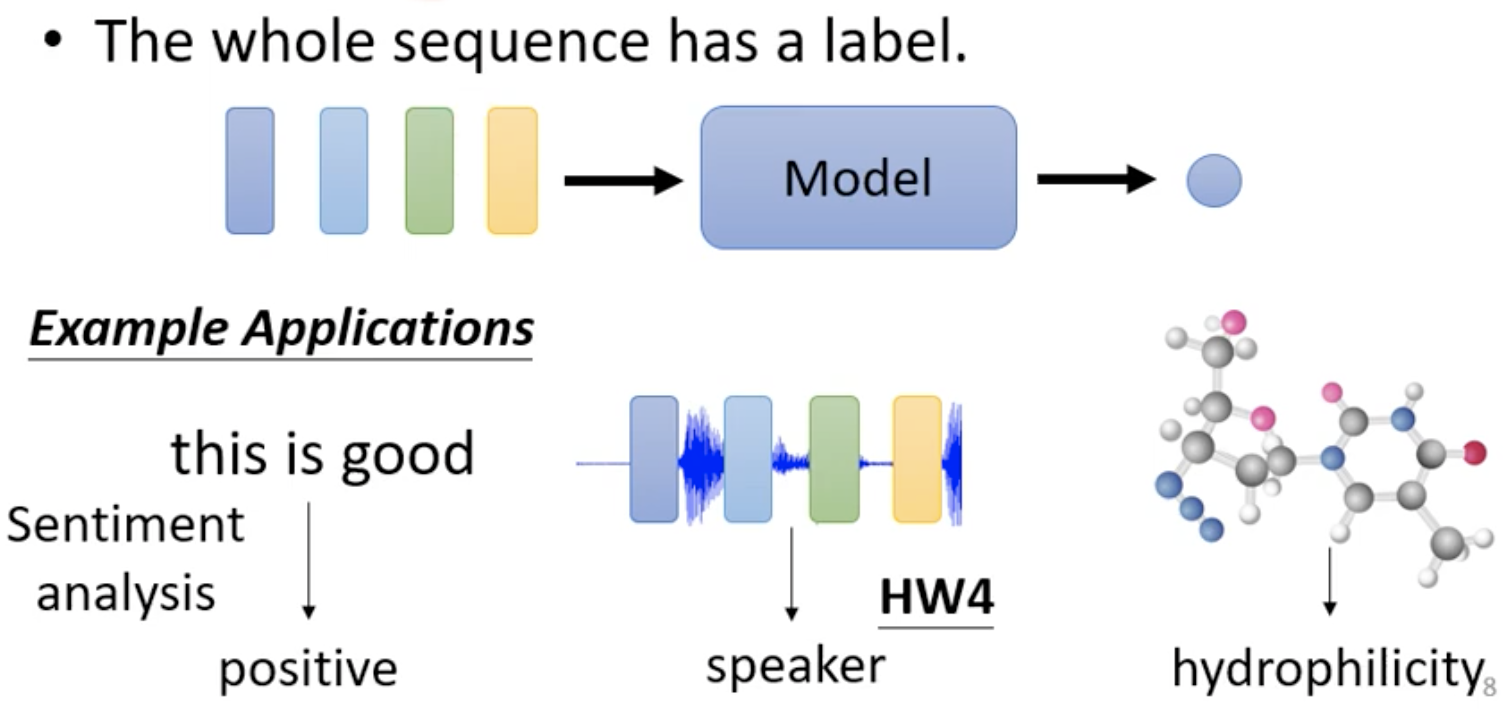 • The whole sequence has a label.
Model
Example Applications
this is good
Sentiment
analysis
positive
HW4
speaker
hydrophilicity
8